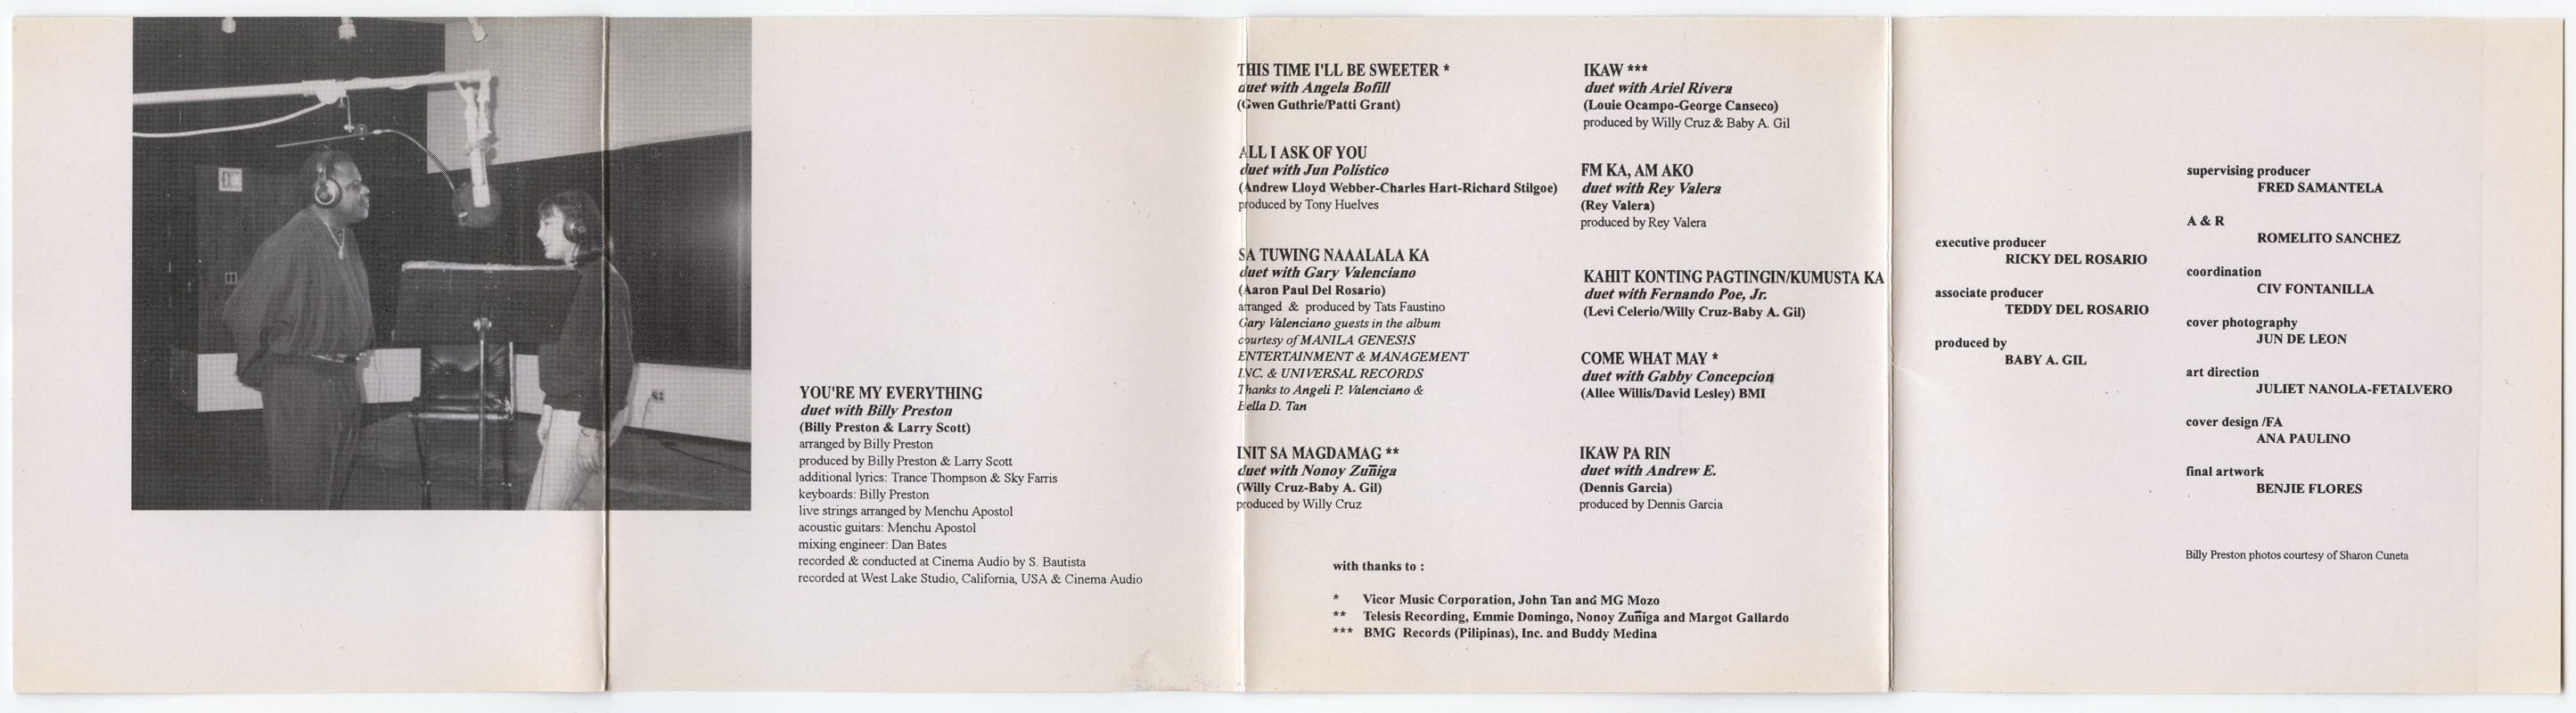 YOU'RE MY EVERYTHING
duet with Billy Preston
(Billy Preston & Larry Scott)
arranged by Billy Preston
produced by Billy Preston & Larry Scott
additional lyrics: Trance Thompson & Sky Farris
keyboards: Billy Preston
live strings arranged by Menchu Apostol
acoustic guitars: Menchu Apostol
mixing engineer: Dan Bates
recorded & conducted at Cinema Audio by S. Bautista
recorded at West Lake Studio, California, USA & Cinema Audio
THIS TIME I'LL BE SWEETER *
duet with Angela Bofill
(Gwen Guthrie/Patti Grant)
ALL I ASK OF YOU
duet with Jun Polistico
(Andrew Lloyd Webber-Charles Hart-Richard Stilgoe)
produced by Tony Huelves
SA TUWING NAAALALA KA
duet with Gary Valenciano
(Aaron Paul Del Rosario)
arranged & produced by Tats Faustino
Gary Valenciano guests in the album
courtesy of MANILA GENESIS
ENTERTAINMENT & MANAGEMENT
INC. & UNIVERSAL RECORDS
Thanks to Angeli P. Valenciano &
Bella D. Tan
INIT SA MAGDAMAG **
duet with Nonoy Zuñiga
(Willy Cruz-Baby A. Gil)
produced by Willy Cruz
IKAW ***
duet with Ariel Rivera
(Louie Ocampo-George Canseco)
produced by Willy Cruz & Baby A. Gil
FM KA, AM AKO
duet with Rey Valera
(Rey Valera)
produced by Rey Valera
KAHIT KONTING PAGTINGIN/KUMUSTA KA
duet with Fernando Poe, Jr.
(Levi Celerio/Willy Cruz-Baby A. Gil)
COME WHAT MAY *
duet with Gabby Concepcion
(Allee Willis/David Lesley) BMI
IKAW PA RIN
duet with Andrew E.
(Dennis Garcia)
produced by Dennis Garcia
with thanks to :
* Vicor Music Corporation, John Tan and MG Mozo
** Telesis Recording, Emmie Domingo, Nonoy Zuñiga and Margot Gallardo
*** BMG Records (Pilipinas), Inc. and Buddy Medina
executive producer
RICKY DEL ROSARIO
associate producer
TEDDY DEL ROSARIO
produced by
BABY A. GIL
supervising producer
FRED SAMANTELA
A & R
ROMELITO SANCHEZ
coordination
CIV FONTANILLA
cover photography
JUN DE LEON
art direction
JULIET NANOLA-FETALVERO
cover design /FA
ANA PAULINO
final artwork
BENJIE FLORES
Billy Preston photos courtesy of Sharon Cuneta